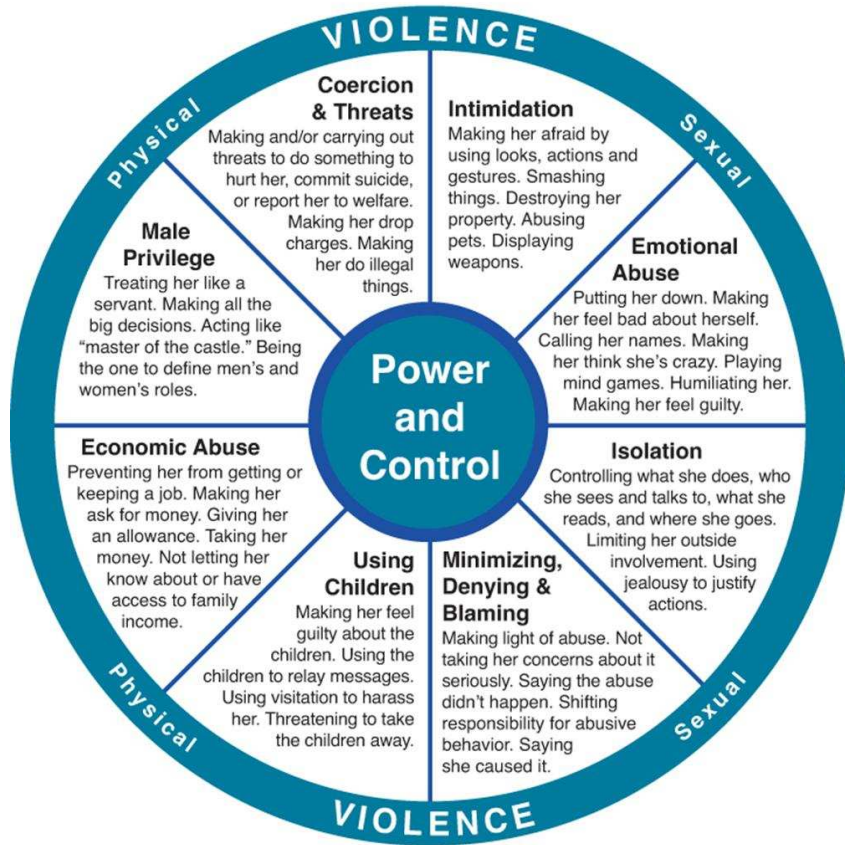 VIOLENCE
Physical
Sexual
Coercion
& Threats
Making and/or carrying out
threats to do something to
hurt her, commit suicide,
or report her to welfare.
Making her drop
charges. Making
her do illegal
things.
Intimidation
Making her afraid by
using looks, actions and
gestures. Smashing
things. Destroying her
property. Abusing
pets. Displaying
weapons.
Male
Privilege
Treating her like a
servant. Making all the
big decisions. Acting like
“master of the castle.” Being
the one to define men’s and
women’s roles.
Emotional
Abuse
Putting her down. Making
her feel bad about herself.
Calling her names. Making
her think she’s crazy. Playing
mind games. Humiliating her.
Making her feel guilty.
Power
and
Control
Economic Abuse
Preventing her from getting or
keeping a job. Making her
ask for money. Giving her
an allowance. Taking her
money. Not letting her
know about or have
access to family
income.
Isolation
Controlling what she does, who
she sees and talks to, what she
reads, and where she goes.
Limiting her outside
involvement. Using
jealousy to justify
actions.
Using
Children
Making her feel
guilty about the
children. Using the
children to relay messages.
Using visitation to harass
her. Threatening to take
the children away.
Minimizing,
Denying &
Blaming
Making light of abuse. Not
taking her concerns about it
seriously. Saying the abuse
didn’t happen. Shifting
responsibility for abusive
behavior. Saying
she caused it.
Physical
Sexual
VIOLENCE